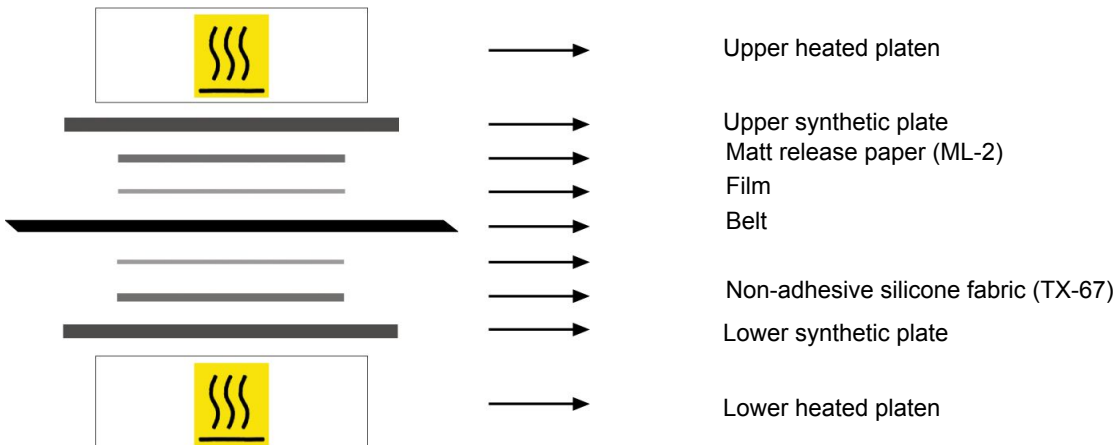 Upper heated platen
Upper synthetic plate
Matt release paper (ML-2)
Film
Belt
Non-adhesive silicone fabric (TX-67)
Lower synthetic plate
Lower heated platen